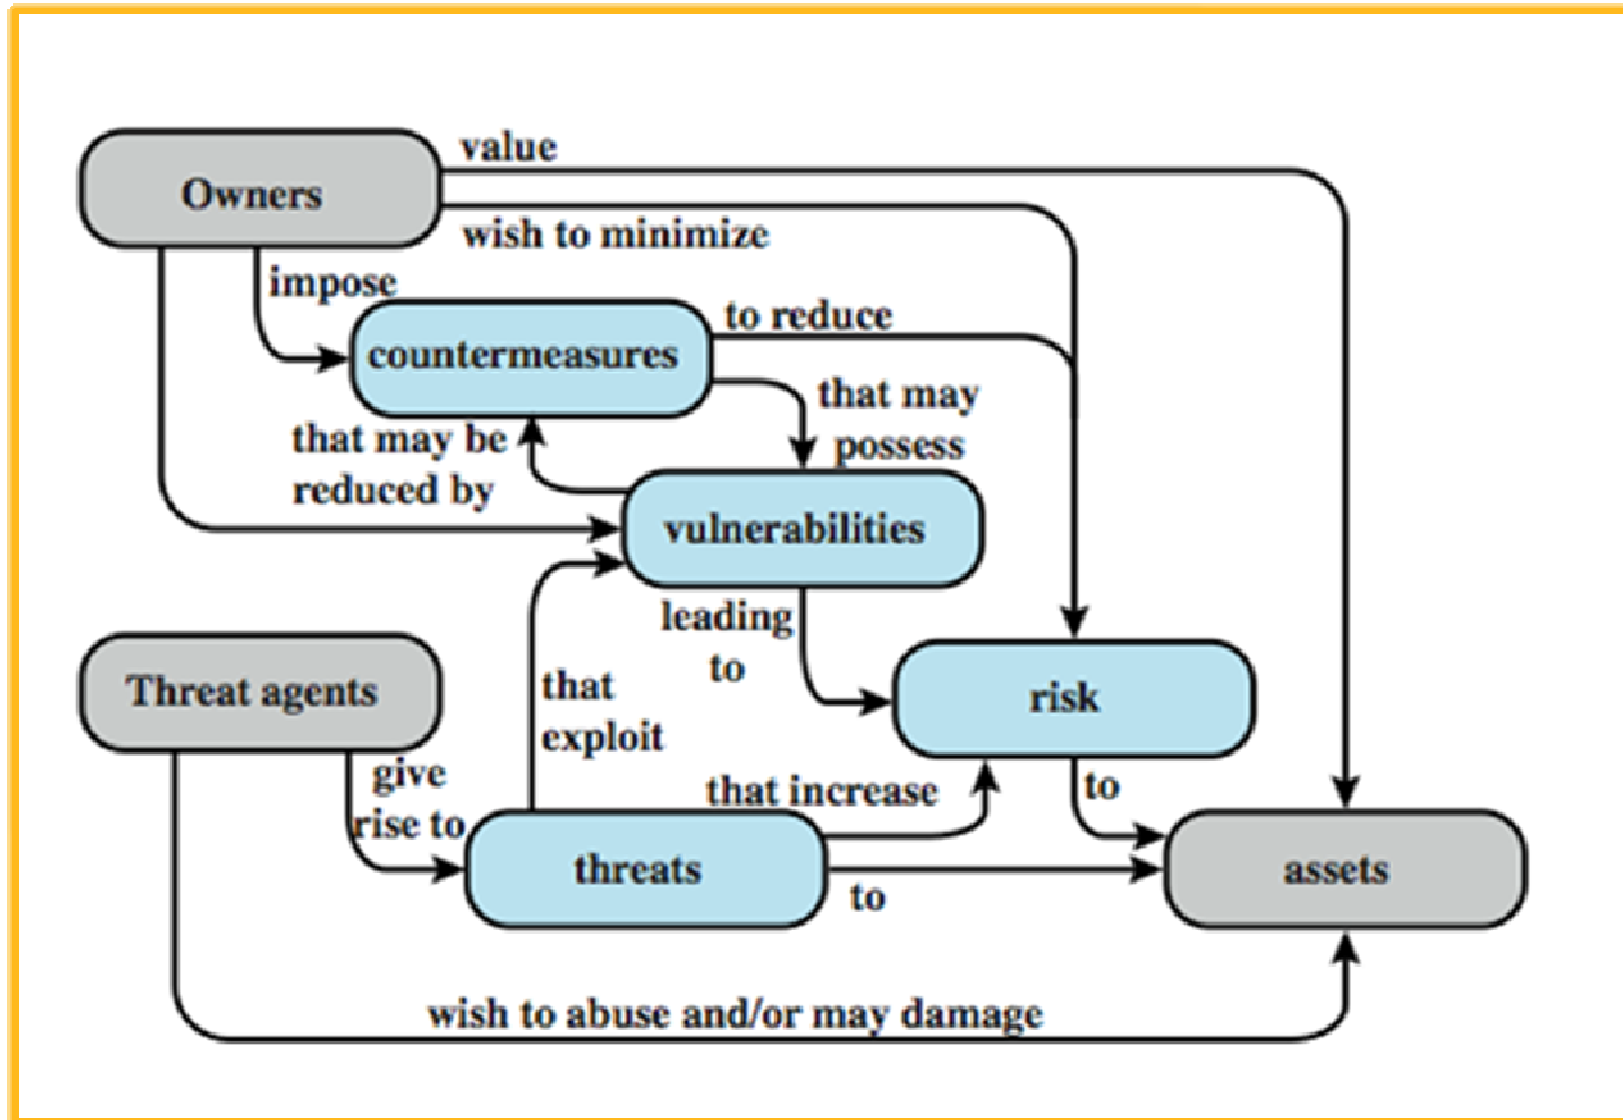 value
Owners
wish to minimize
impose
to reduce
countermeasures
that may
possess
that may be
reduced by
vulnerabilities
leading
to
Threat agents
that
exploit
risk
give
rise to
that increase
to
threats
to
assets
wish to abuse and/or may damage